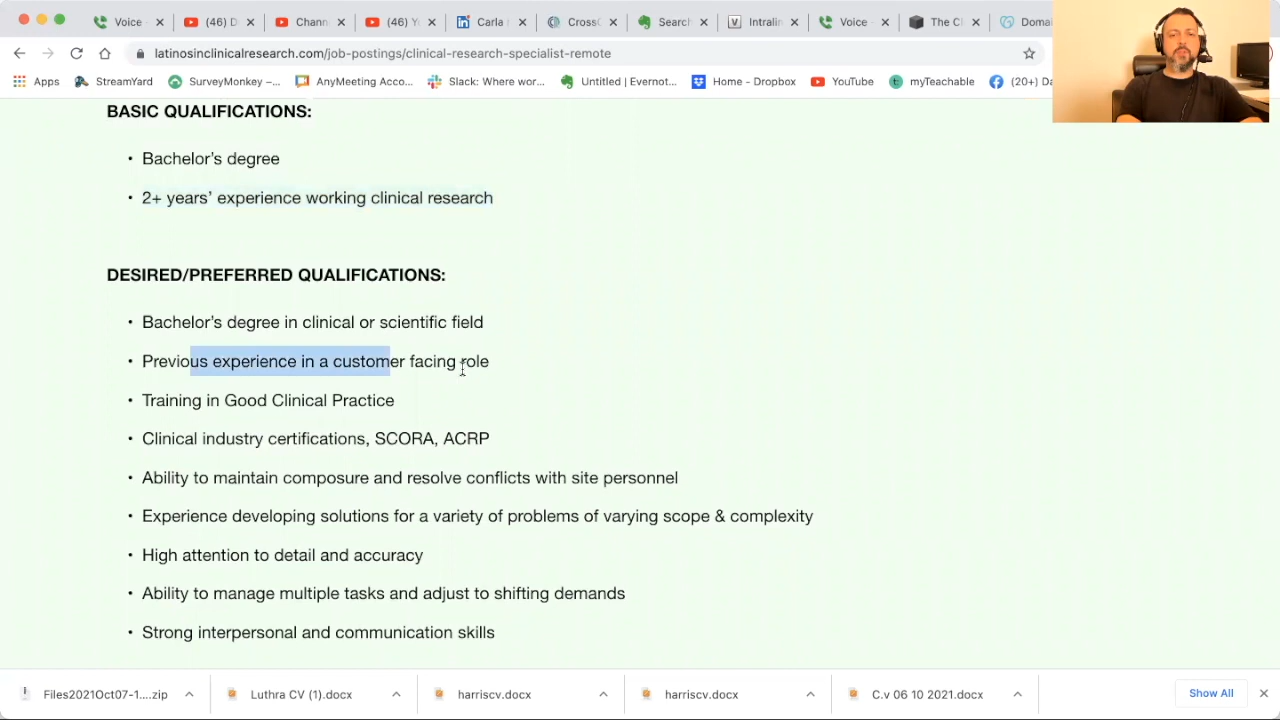 Voice -
(46) D
Chann
(46) Y
Carla
Cross
Search
Intralin
Voice -
The C
Domai
latinosinclinicalresearch.com/job-postings/clinical-research-specialist-remote
Apps
StreamYard
SurveyMonkey –...
AnyMeeting Acco...
Slack: Where wor...
Untitled | Evernot...
Home - Dropbox
YouTube
myTeachable
(20+) Da
BASIC QUALIFICATIONS:
• Bachelor's degree
• 2+ years' experience working clinical research
DESIRED/PREFERRED QUALIFICATIONS:
• Bachelor's degree in clinical or scientific field
• Previous experience in a customer facing role
• Training in Good Clinical Practice
• Clinical industry certifications, SCORA, ACRP
• Ability to maintain composure and resolve conflicts with site personnel
• Experience developing solutions for a variety of problems of varying scope & complexity
• High attention to detail and accuracy
• Ability to manage multiple tasks and adjust to shifting demands
• Strong interpersonal and communication skills
Files2021Oct07-1....zip
Luthra CV (1).docx
harriscv.docx
harriscv.docx
C.v 06 10 2021.docx
Show All